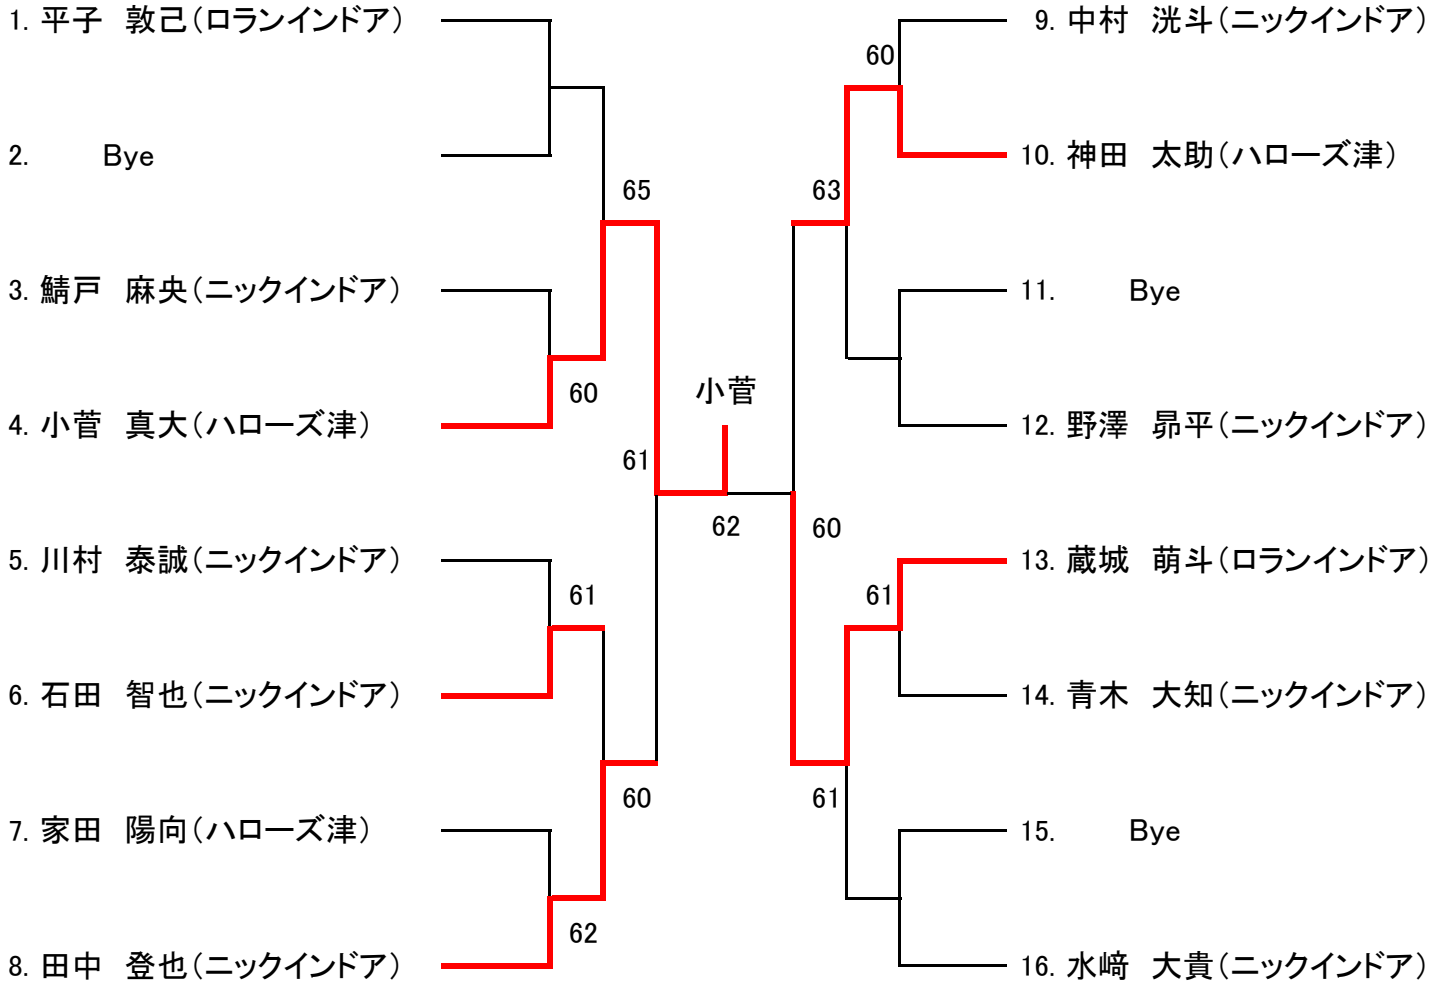 1. 平子　敦己(ロランインドア)
2. Bye
65
3. 鯖戸　麻央(ニックインドア)
60
4. 小菅　真大(ハローズ津)
61
5. 川村　泰誠(ニックインドア)
61
6. 石田　智也(ニックインドア)
60
7. 家田　陽向(ハローズ津)
62
8. 田中　登也(ニックインドア)
小菅
62
9. 中村　洸斗(ニックインドア)
60
10. 神田　太助(ハローズ津)
63
11. Bye
12. 野澤　昴平(ニックインドア)
60
13. 蔵城　萌斗(ロランインドア)
61
14. 青木　大知(ニックインドア)
61
15. Bye
16. 水﨑　大貴(ニックインドア)